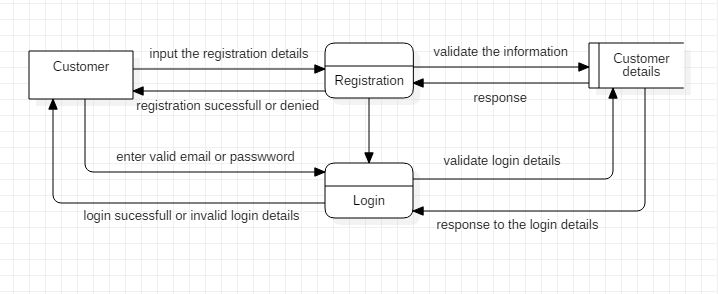 input the registration details
validate the information
Customer
Customer
details
Registration
registration sucessfull or denied
response
enter valid email or passwword
validate login details
Login
login sucessfull or invalid login details
response to the login details